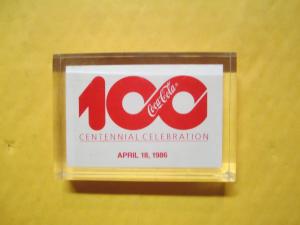 100
Coca-Cola®
CENTENNIAL CELEBRATION
APRIL 18, 1986